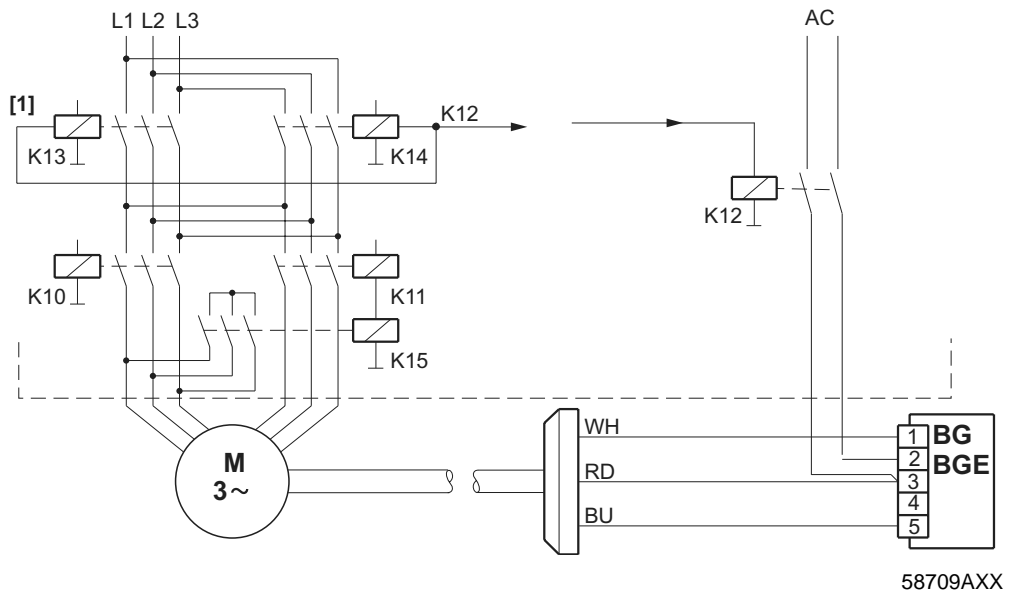 L1 L2 L3
AC
[1]
K12
K13
K14
K12
K10
K11
K15
M
3~
WH
RD
BU
1
2
3
4
5
BG
BGE
58709AXX